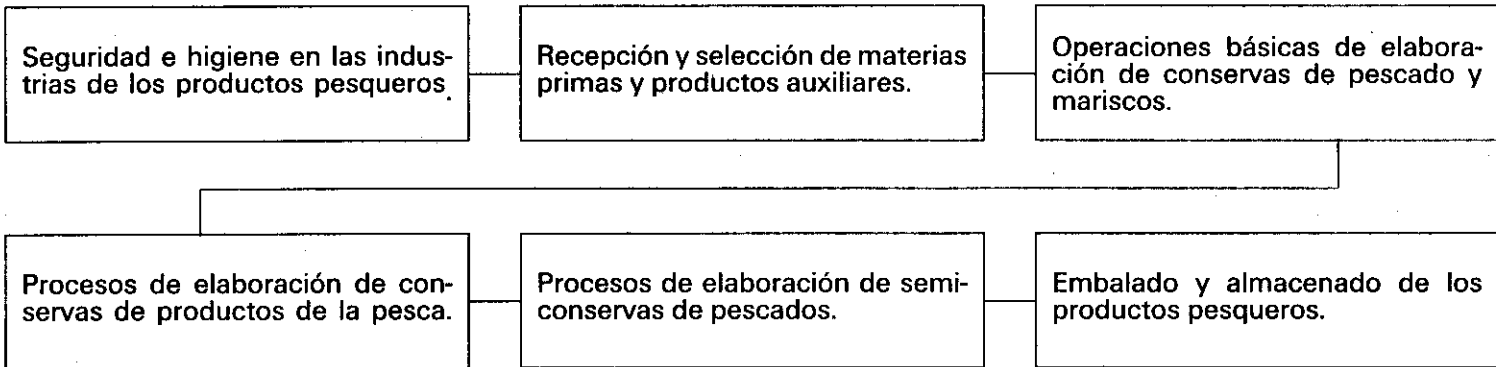 Seguridad e higiene en las indus-
trias de los productos pesqueros.
Recepción y selección de materias
primas y productos auxiliares.
Operaciones básicas de elabora-
ción de conservas de pescado y
mariscos.
Procesos de elaboración de con-
servas de productos de la pesca.
Procesos de elaboración de semi-
conservas de pescados.
Embalado y almacenado de los
productos pesqueros.